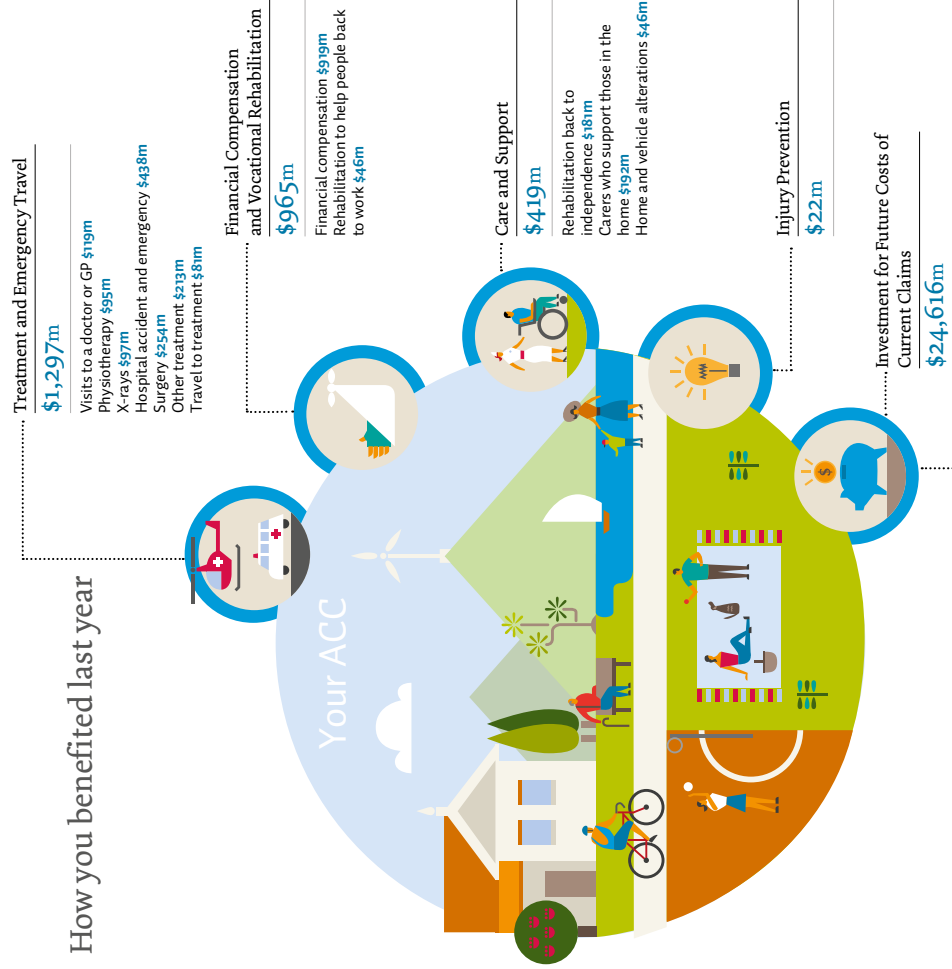 How you benefited last year
Your ACC
Treatment and Emergency Travel
$1,297m
Visits to a doctor or GP $119m
Physiotherapy $95m
X-rays $97m
Hospital accident and emergency $438m
Surgery $254m
Other treatment $213m
Travel to treatment $81m
Financial Compensation
and Vocational Rehabilitation
$965m
Financial compensation $919m
Rehabilitation to help people back
to work $46m
Care and Support
$419m
Rehabilitation back to
independence $181m
Carers who support those in the
home $192m
Home and vehicle alterations $46m
Injury Prevention
$22m
$
Investment for Future Costs of
Current Claims
$24,616m